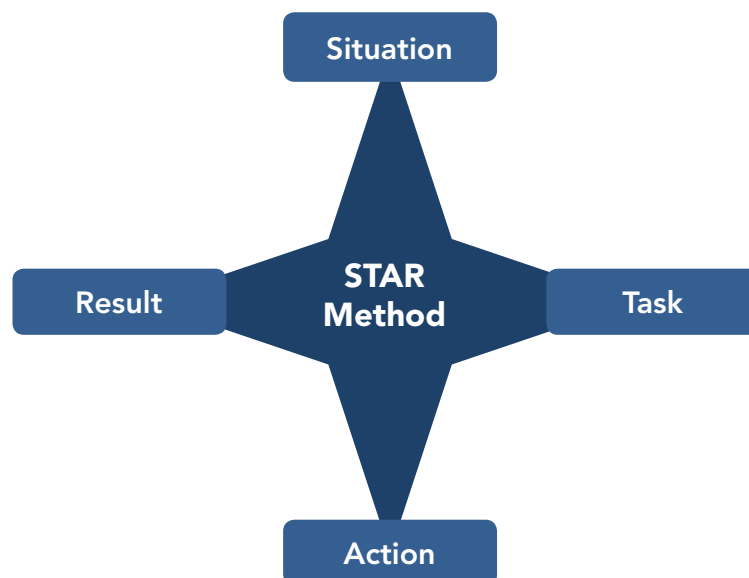 Situation
Result
STAR
Method
Task
Action